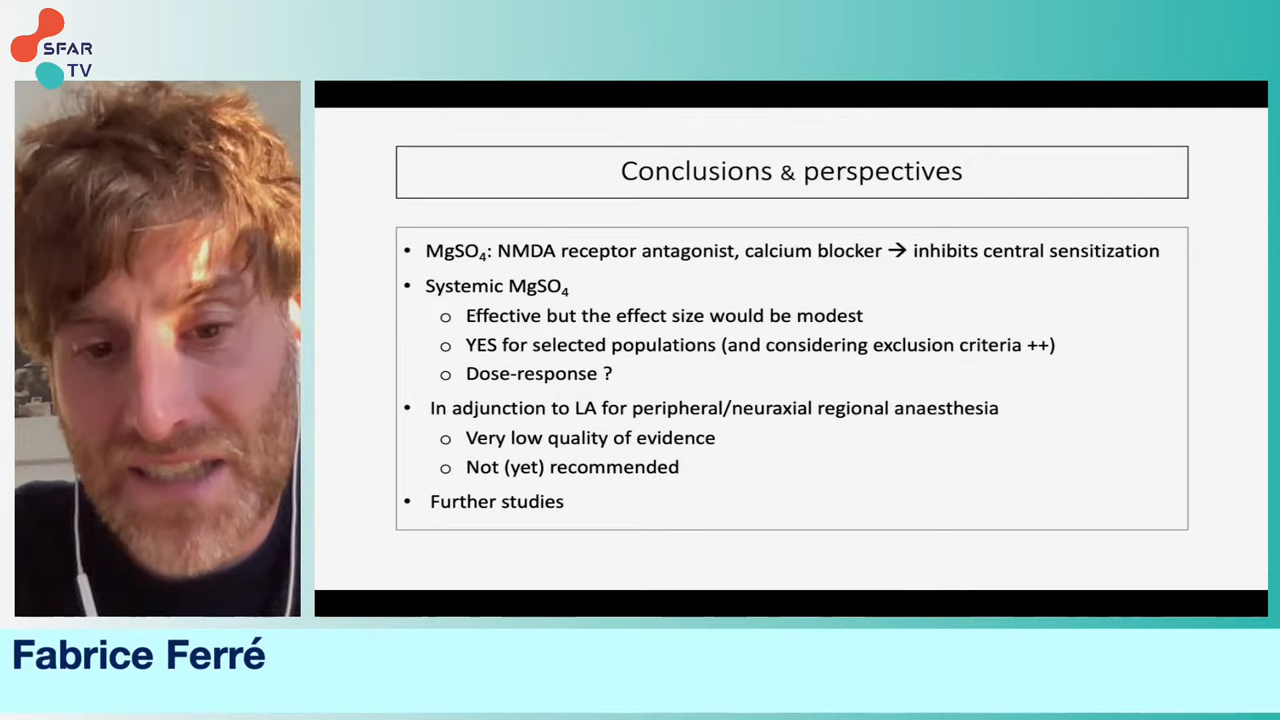 SFAR
TV
Conclusions & perspectives
• MgSO₄: NMDA receptor antagonist, calcium blocker → inhibits central sensitization
• Systemic MgSO₄
o Effective but the effect size would be modest
o YES for selected populations (and considering exclusion criteria ++)
o Dose-response ?
• In adjunction to LA for peripheral/neuraxial regional anaesthesia
o Very low quality of evidence
o Not (yet) recommended
• Further studies
Fabrice Ferré